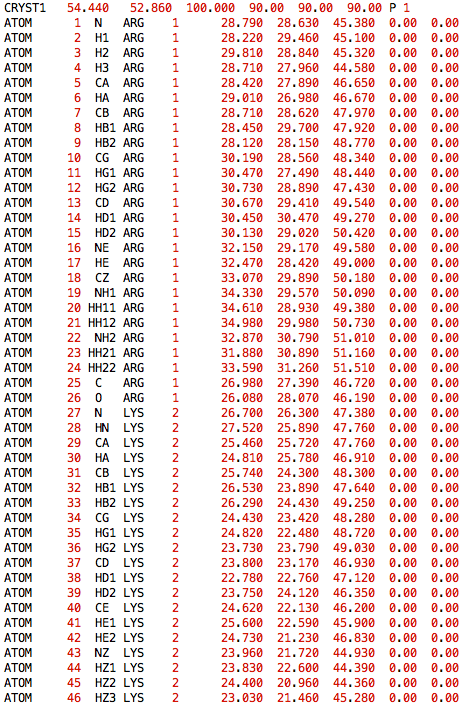 CRYST1 54.440 52.860 100.000 90.00 90.00 90.00 P 1
ATOM 1 N ARG 1 28.790 28.630 45.380 0.00 0.00
ATOM 2 H1 ARG 1 28.220 29.460 45.100 0.00 0.00
ATOM 3 H2 ARG 1 29.810 28.840 45.320 0.00 0.00
ATOM 4 H3 ARG 1 28.710 27.960 44.580 0.00 0.00
ATOM 5 CA ARG 1 28.420 27.890 46.650 0.00 0.00
ATOM 6 HA ARG 1 29.010 26.980 46.670 0.00 0.00
ATOM 7 CB ARG 1 28.710 28.620 47.970 0.00 0.00
ATOM 8 HB1 ARG 1 28.450 29.700 47.920 0.00 0.00
ATOM 9 HB2 ARG 1 28.120 28.150 48.770 0.00 0.00
ATOM 10 CG ARG 1 30.190 28.560 48.340 0.00 0.00
ATOM 11 HG1 ARG 1 30.470 27.490 48.440 0.00 0.00
ATOM 12 HG2 ARG 1 30.730 28.890 47.430 0.00 0.00
ATOM 13 CD ARG 1 30.670 29.410 49.540 0.00 0.00
ATOM 14 HD1 ARG 1 30.450 30.470 49.270 0.00 0.00
ATOM 15 HD2 ARG 1 30.130 29.020 50.420 0.00 0.00
ATOM 16 NE ARG 1 32.150 29.170 49.580 0.00 0.00
ATOM 17 HE ARG 1 32.470 28.420 49.000 0.00 0.00
ATOM 18 CZ ARG 1 33.070 29.890 50.180 0.00 0.00
ATOM 19 NH1 ARG 1 34.330 29.570 50.090 0.00 0.00
ATOM 20 HH11 ARG 1 34.610 28.930 49.380 0.00 0.00
ATOM 21 HH12 ARG 1 34.980 29.980 50.730 0.00 0.00
ATOM 22 NH2 ARG 1 32.870 30.790 51.010 0.00 0.00
ATOM 23 HH21 ARG 1 31.880 30.890 51.160 0.00 0.00
ATOM 24 HH22 ARG 1 33.590 31.260 51.510 0.00 0.00
ATOM 25 C ARG 1 26.980 27.390 46.720 0.00 0.00
ATOM 26 O ARG 1 26.080 28.070 46.190 0.00 0.00
ATOM 27 N LYS 2 26.700 26.300 47.380 0.00 0.00
ATOM 28 HN LYS 2 27.520 25.890 47.760 0.00 0.00
ATOM 29 CA LYS 2 25.460 25.720 47.760 0.00 0.00
ATOM 30 HA LYS 2 24.810 25.780 46.910 0.00 0.00
ATOM 31 CB LYS 2 25.740 24.300 48.300 0.00 0.00
ATOM 32 HB1 LYS 2 26.530 23.890 47.640 0.00 0.00
ATOM 33 HB2 LYS 2 26.290 24.430 49.250 0.00 0.00
ATOM 34 CG LYS 2 24.430 23.420 48.280 0.00 0.00
ATOM 35 HG1 LYS 2 24.820 22.480 48.720 0.00 0.00
ATOM 36 HG2 LYS 2 23.730 23.790 49.030 0.00 0.00
ATOM 37 CD LYS 2 23.800 23.170 46.930 0.00 0.00
ATOM 38 HD1 LYS 2 22.780 22.760 47.120 0.00 0.00
ATOM 39 HD2 LYS 2 23.750 24.120 46.350 0.00 0.00
ATOM 40 CE LYS 2 24.620 22.130 46.200 0.00 0.00
ATOM 41 HE1 LYS 2 25.600 22.590 45.900 0.00 0.00
ATOM 42 HE2 LYS 2 24.730 21.230 46.830 0.00 0.00
ATOM 43 NZ LYS 2 23.960 21.720 44.930 0.00 0.00
ATOM 44 HZ1 LYS 2 23.830 22.600 44.390 0.00 0.00
ATOM 45 HZ2 LYS 2 24.400 20.960 44.360 0.00 0.00
ATOM 46 HZ3 LYS 2 23.030 21.460 45.280 0.00 0.00